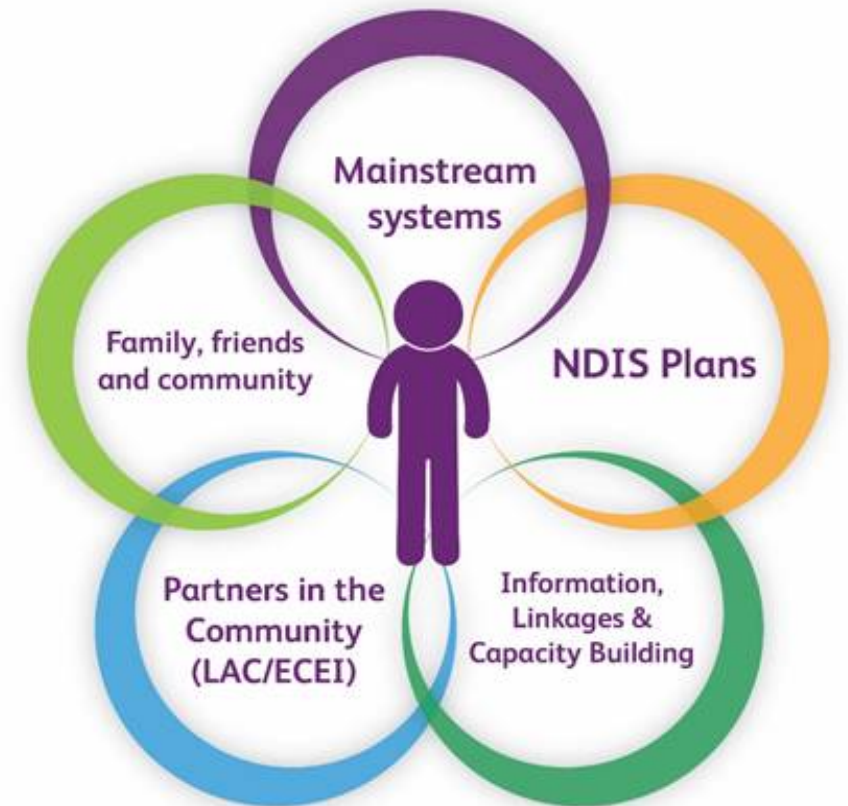 Mainstream
systems
Family, friends
and community
NDIS Plans
Partners in the
Community
(LAC/ECEI)
Information,
Linkages &
Capacity Building